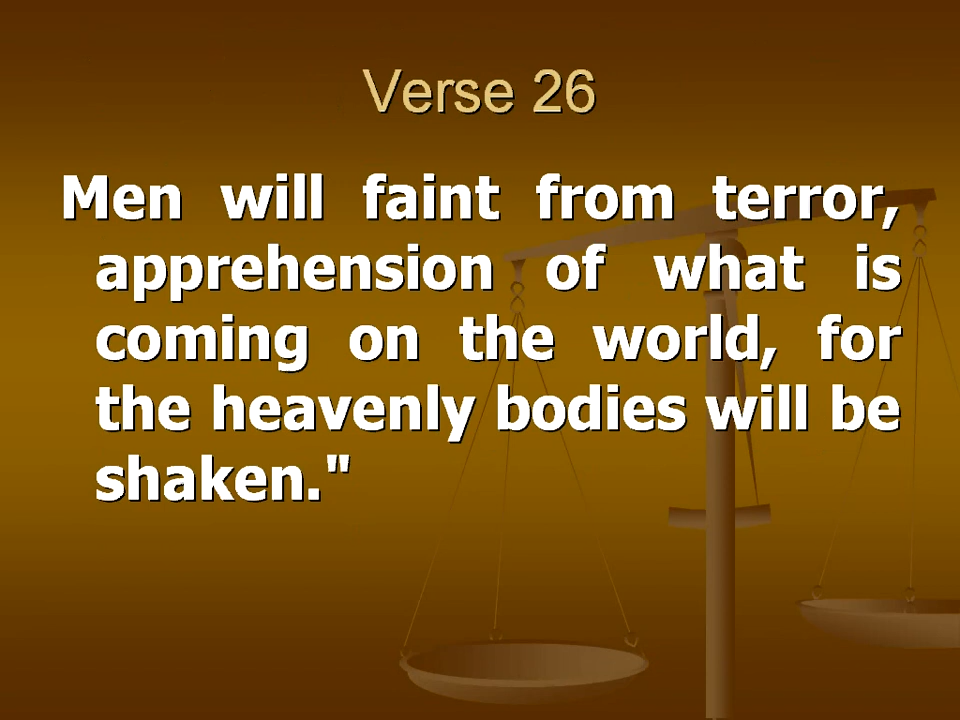 Verse 26
Men will faint from terror,
apprehension of what is
coming on the world, for
the heavenly bodies will be
shaken."